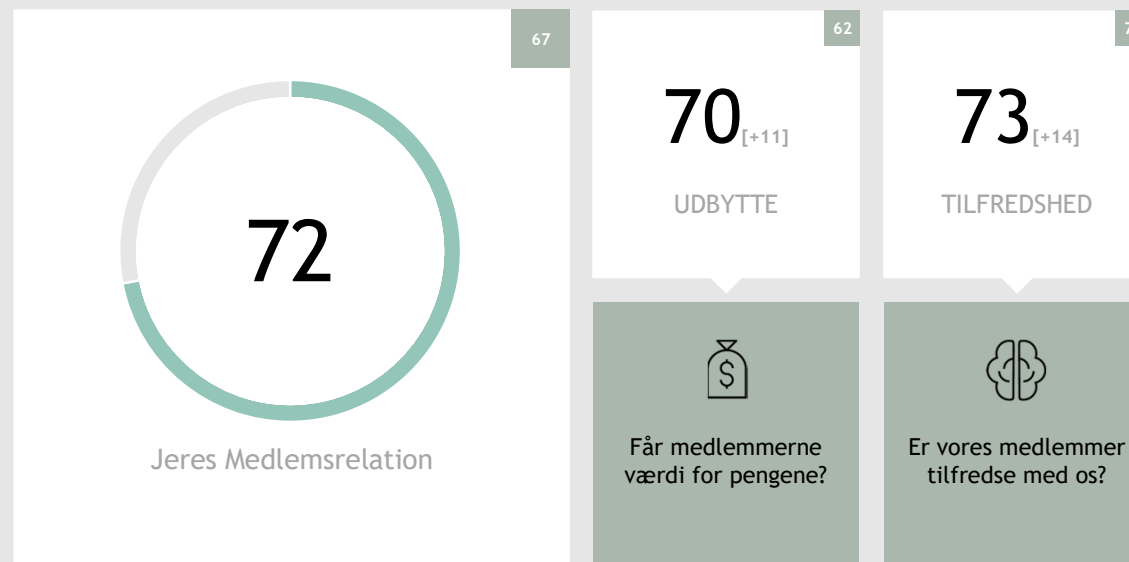 67
72
Jeres Medlemsrelation
62
70[+11]
UDBYTTE
$
Får medlemmerne
værdi for pengene?
73[+14]
TILFREDSHED
Er vores medlemmer
tilfredse med os?